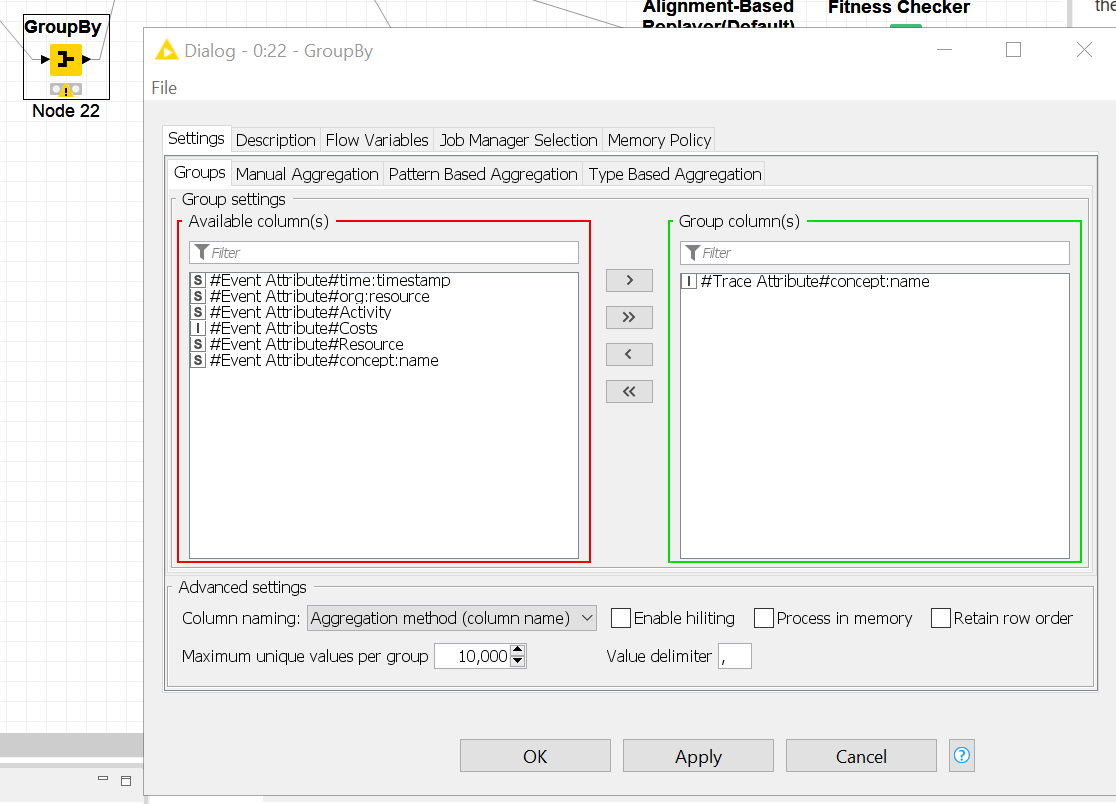 GroupBy
Node 22
Alignment-Based
Replayer(Default)
Fitness Checker
the
Dialog - 0:22 - GroupBy
File
Settings Description Flow Variables Job Manager Selection Memory Policy
Groups Manual Aggregation Pattern Based Aggregation Type Based Aggregation
Group settings
Available column(s)
Filter
S #Event Attribute#time:timestamp
S #Event Attribute#org:resource
S #Event Attribute#Activity
I #Event Attribute#Costs
S #Event Attribute#Resource
S #Event Attribute#concept:name
>
>>
<
<<
Group column(s)
Filter
I #Trace Attribute#concept:name
Advanced settings
Column naming: Aggregation method (column name) Enable hiliting Process in memory Retain row order
Maximum unique values per group 10,000 Value delimiter ,
OK Apply Cancel ?